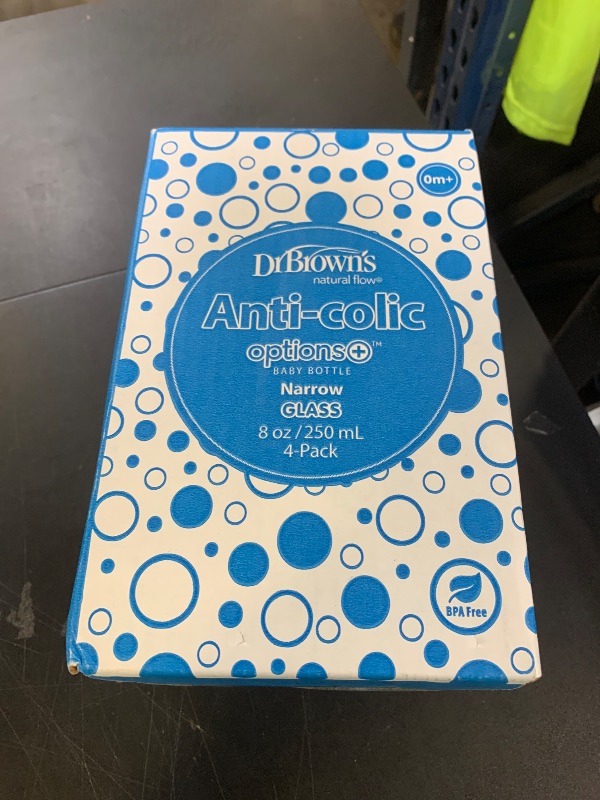 0m+
Dr Brown's
natural flow®
Anti-colic
options+™
BABY BOTTLE
Narrow
GLASS
8 oz / 250 mL
4-Pack
BPA Free